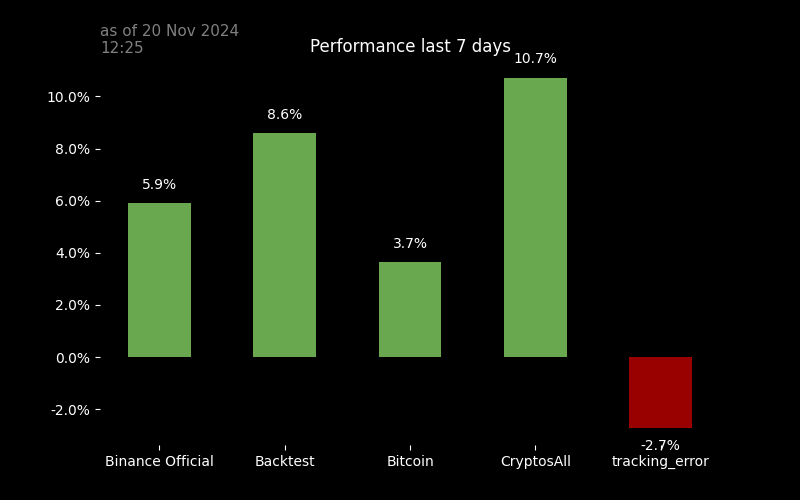 as of 20 Nov 2024
12:25
Performance last 7 days
10.7%
10.0%
8.6%
8.0%
5.9%
6.0%
3.7%
4.0%
2.0%
0.0%
-2.0%
-2.7%
Binance Official
Backtest
Bitcoin
CryptosAll
tracking_error